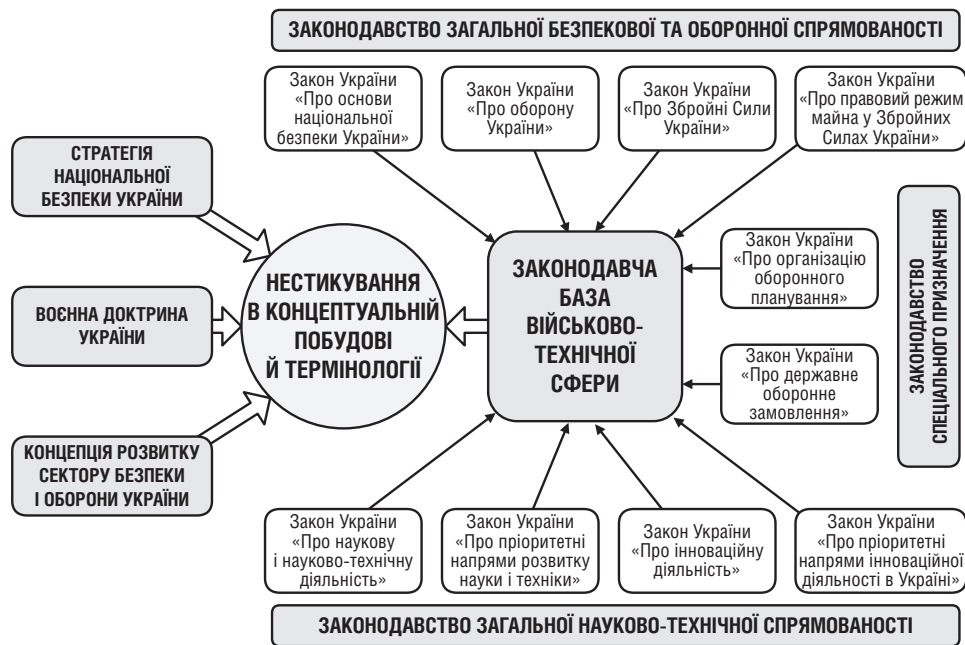 ЗАКОНОДАВСТВО ЗАГАЛЬНОЇ БЕЗПЕКОВОЇ ТА ОБОРОННОЇ СПРЯМОВАНОСТІ
Закон України
«Про основи
національної
безпеки України»
Закон України
«Про оборону
України»
Закон України
«Про Збройні Сили
України»
Закон України
«Про правовий режим
майна у Збройних
Силах України»
СТРАТЕГІЯ
НАЦІОНАЛЬНОЇ
БЕЗПЕКИ УКРАЇНИ
ВОЄННА ДОКТРИНА
УКРАЇНИ
КОНЦЕПЦІЯ РОЗВИТКУ
СЕКТОРУ БЕЗПЕКИ
І ОБОРОНИ УКРАЇНИ
НЕСТИКУВАННЯ
В КОНЦЕПТУАЛЬНІЙ
ПОБУДОВІ
Й ТЕРМІНОЛОГІЇ
ЗАКОНОДАВЧА
БАЗА
ВІЙСЬКОВО-
ТЕХНІЧНОЇ
СФЕРИ
Закон України
«Про організацію
оборонного
планування»
Закон України
«Про державне
оборонне
замовлення»
ЗАКОНОДАВСТВО
СПЕЦІАЛЬНОГО ПРИЗНАЧЕННЯ
Закон України
«Про наукову
і науково-технічну
діяльність»
Закон України
«Про пріоритетні
напрями розвитку
науки і техніки»
Закон України
«Про інноваційну
діяльність»
Закон України
«Про пріоритетні
напрями інноваційної
діяльності в Україні»
ЗАКОНОДАВСТВО ЗАГАЛЬНОЇ НАУКОВО-ТЕХНІЧНОЇ СПРЯМОВАНОСТІ